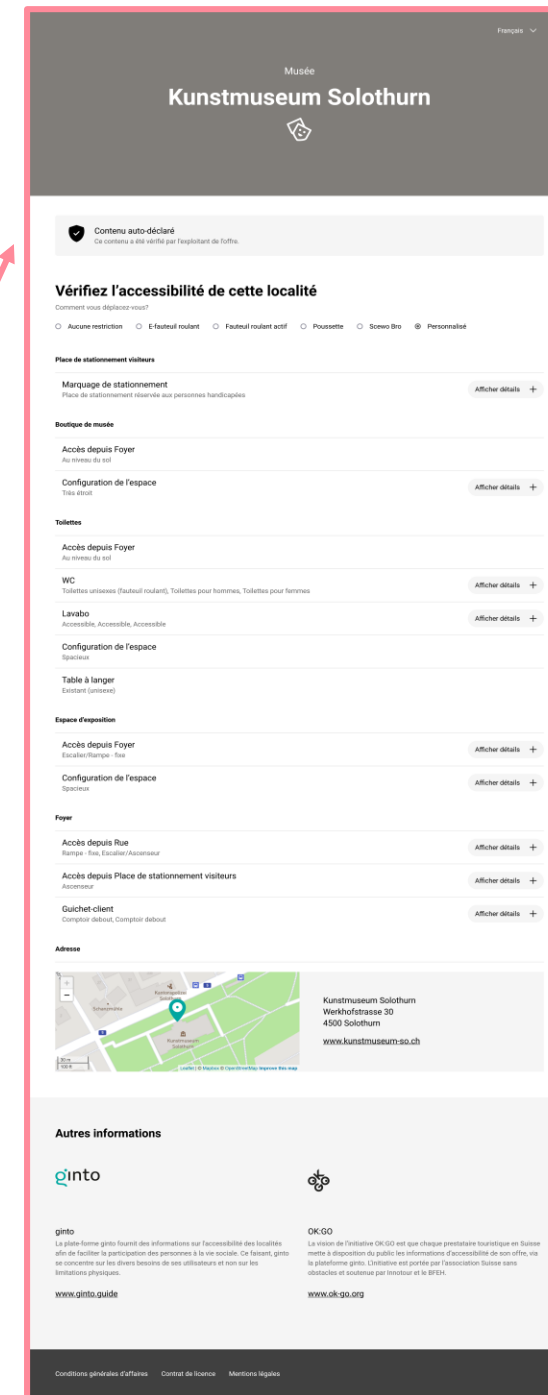 Français
Musée
Kunstmuseum Solothurn
Contenu auto-déclaré
Ce contenu a été vérifié par l'exploitant de l'offre.
Vérifiez l'accessibilité de cette localité
Comment vous déplacez-vous?
Aucune restriction E-fauteuil roulant Fauteuil roulant actif Poussette Scewo Bro Personnalisé
Place de stationnement visiteurs
Marquage de stationnement
Place de stationnement réservée aux personnes handicapées
Afficher détails +
Boutique de musée
Accès depuis Foyer
Au niveau du sol
Configuration de l'espace
Très étroit
Afficher détails +
Toilettes
Accès depuis Foyer
Au niveau du sol
WC
Toilettes unisexes (fauteuil roulant), Toilettes pour hommes, Toilettes pour femmes
Afficher détails +
Lavabo
Accessible, Accessible, Accessible
Afficher détails +
Configuration de l'espace
Spacieux
Table à langer
Existant (unisexe)
Espace d'exposition
Accès depuis Foyer
Escalier/Rampe - fixe
Afficher détails +
Configuration de l'espace
Spacieux
Afficher détails +
Foyer
Accès depuis Rue
Rampe - fixe, Escalier/Ascenseur
Afficher détails +
Accès depuis Place de stationnement visiteurs
Ascenseur
Afficher détails +
Guichet-client
Comptoir debout, Comptoir debout
Afficher détails +
Adresse
+
−
Kunstmuseum
Solothurn
50 m
100 ft
Leaflet | © Mapbox © OpenStreetMap Improve this map
Kunstmuseum Solothurn
Werkhofstrasse 30
4500 Solothurn
www.kunstmuseum-so.ch
Autres informations
ginto
ginto
La plate-forme ginto fournit des informations sur l'accessibilité des localités
afin de faciliter la participation des personnes à la vie sociale. Ce faisant, ginto
se concentre sur les divers besoins de ses utilisateurs et non sur les
limitations physiques.
www.ginto.guide
OK:GO
La vision de l'initiative OK:GO est que chaque prestataire touristique en Suisse
mette à disposition du public les informations d'accessibilité de son offre, via
la plateforme ginto. L'initiative est portée par l'association Suisse sans
obstacles et soutenue par Innotour et le BFEH.
www.ok-go.org
Conditions générales d'affaires Contrat de licence Mentions légales